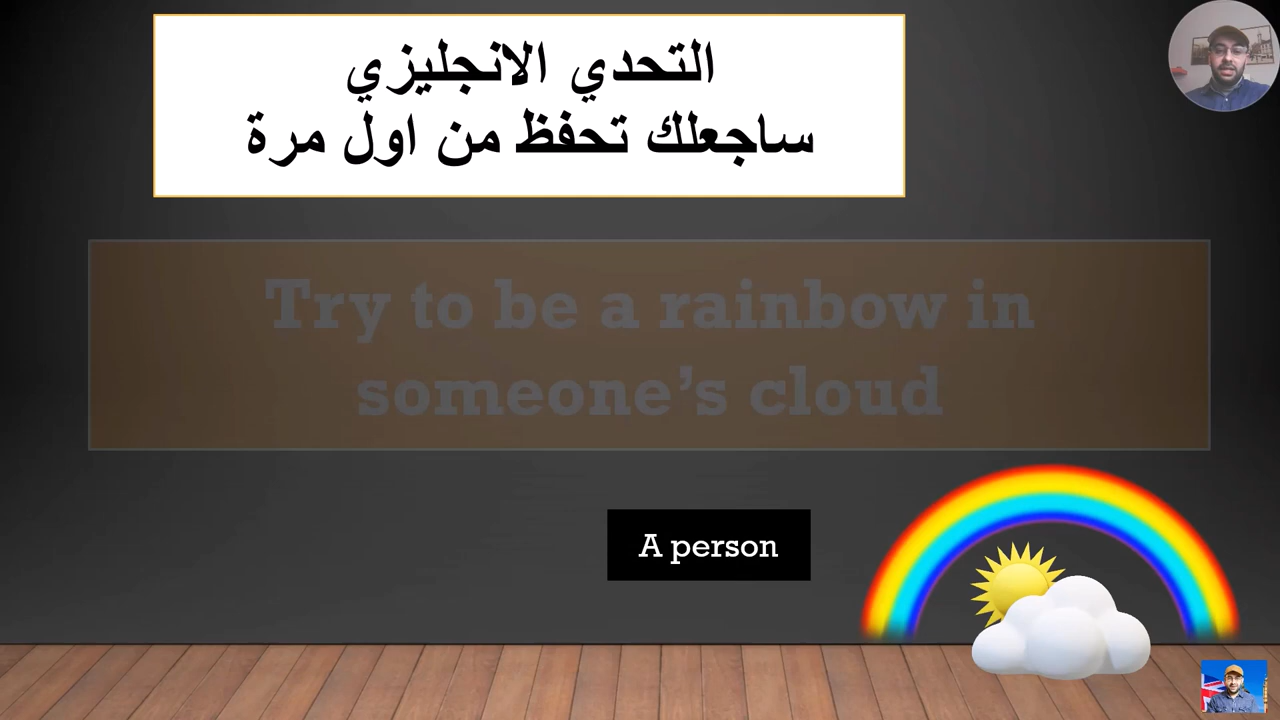 التحدي الانجليزي
ساجعلك تحفظ من اول مرة
Try to be a rainbow in
someone’s cloud
A person